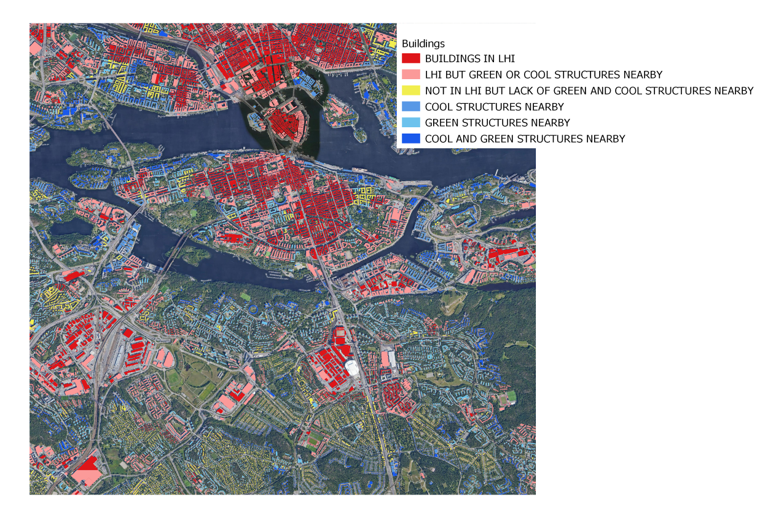 Buildings
BUILDINGS IN LHI
LHI BUT GREEN OR COOL STRUCTURES NEARBY
NOT IN LHI BUT LACK OF GREEN AND COOL STRUCTURES NEARBY
COOL STRUCTURES NEARBY
GREEN STRUCTURES NEARBY
COOL AND GREEN STRUCTURES NEARBY